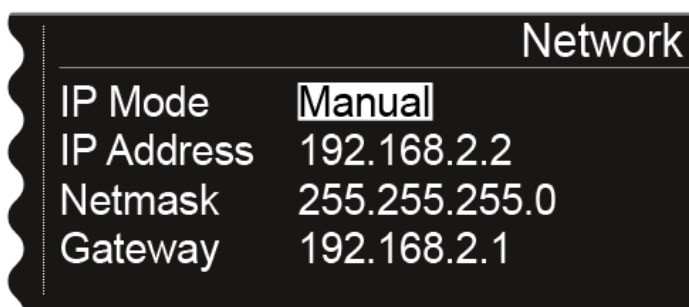 Network
IP Mode Manual
IP Address 192.168.2.2
Netmask 255.255.255.0
Gateway 192.168.2.1